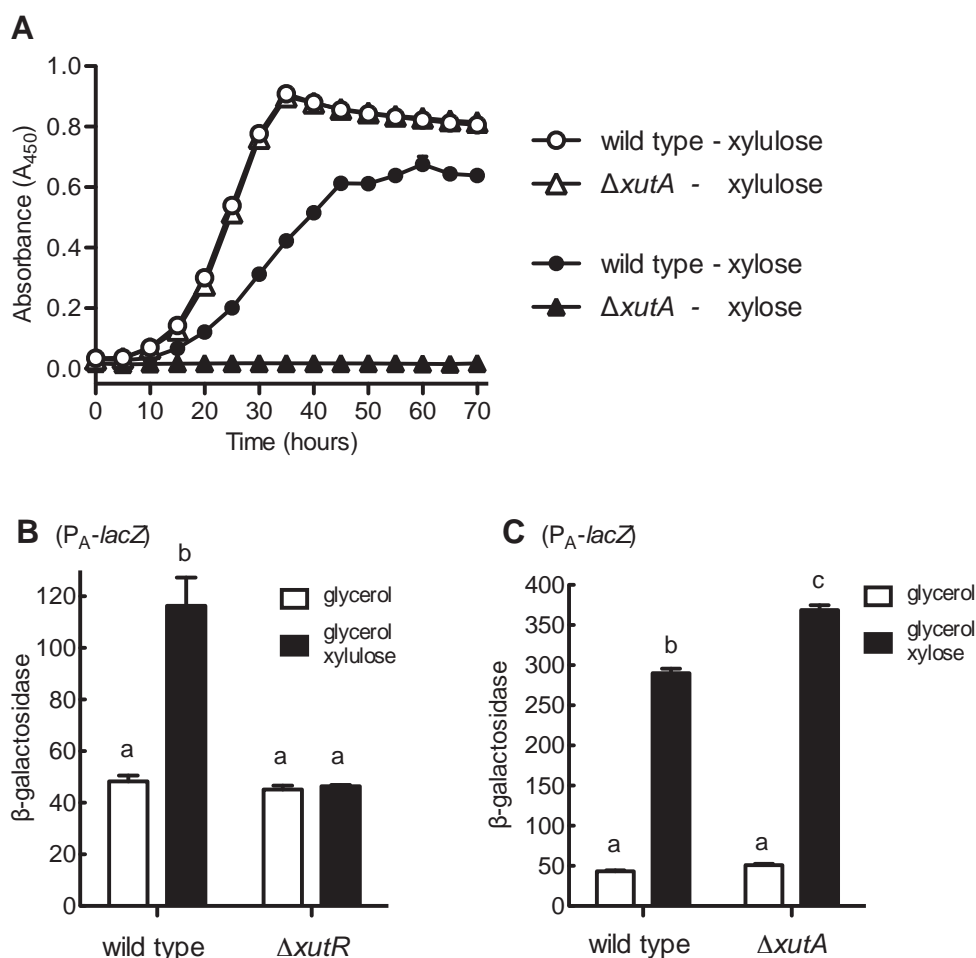 A
Absorbance (A450)
1.0
0.8
0.6
0.4
0.2
0.0
0 10 20 30 40 50 60 70
Time (hours)
wild type - xylulose
ΔxutA - xylulose
wild type - xylose
ΔxutA - xylose
B (PA-lacZ)
β-galactosidase
120
100
80
60
40
20
0
a b a a
glycerol
glycerol
xylulose
wild type ΔxutR
C (PA-lacZ)
β-galactosidase
400
350
300
250
200
150
100
50
0
a b a c
glycerol
glycerol
xylose
wild type ΔxutA